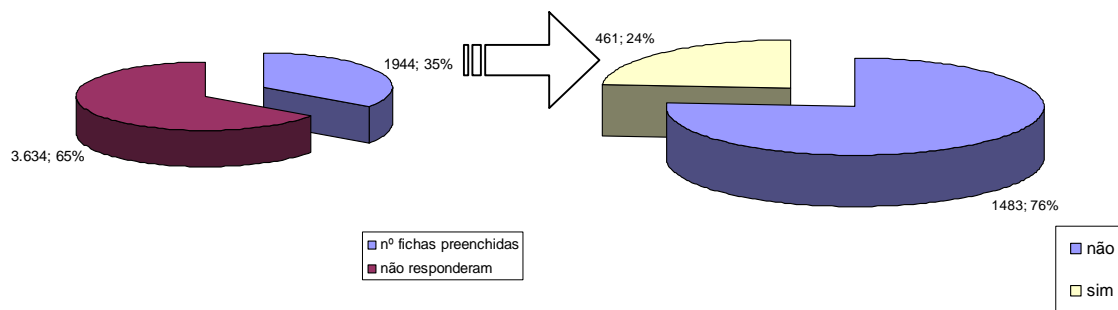 461; 24%
1944; 35%
3.634; 65%
1483; 76%
nº fichas preenchidas
não responderam
não
sim